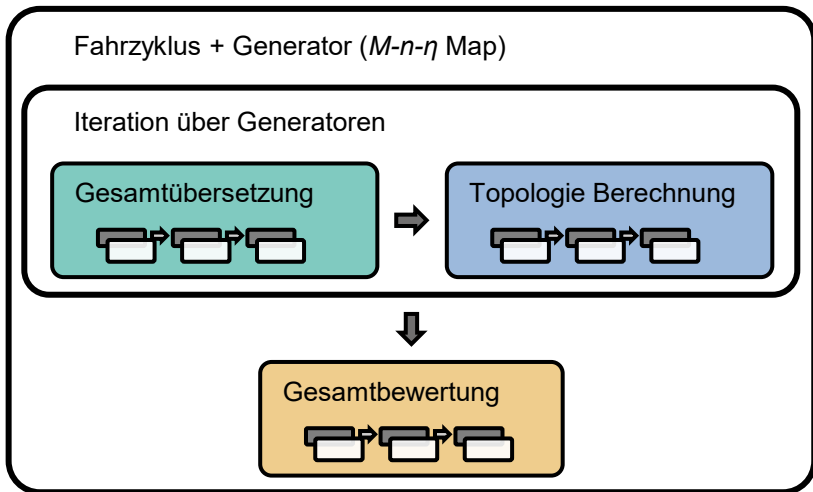 Fahrzyklus + Generator (M-n-η Map)
Iteration über Generatoren
Gesamtübersetzung
Topologie Berechnung
Gesamtbewertung